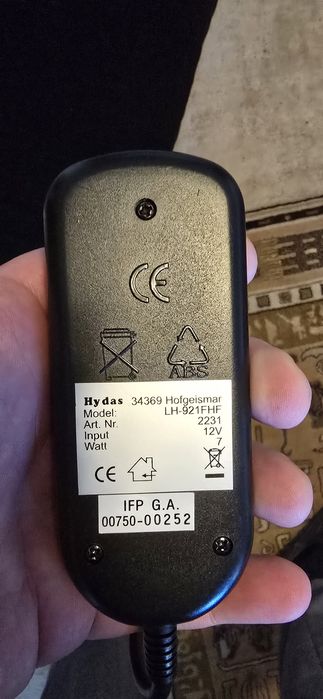 CE
ABS
Hydas 34369 Hofgeismar
Model: LH-921FHF
Art. Nr. 2231
Input 12V
Watt 7
CE
IFP G.A.
00750-00252